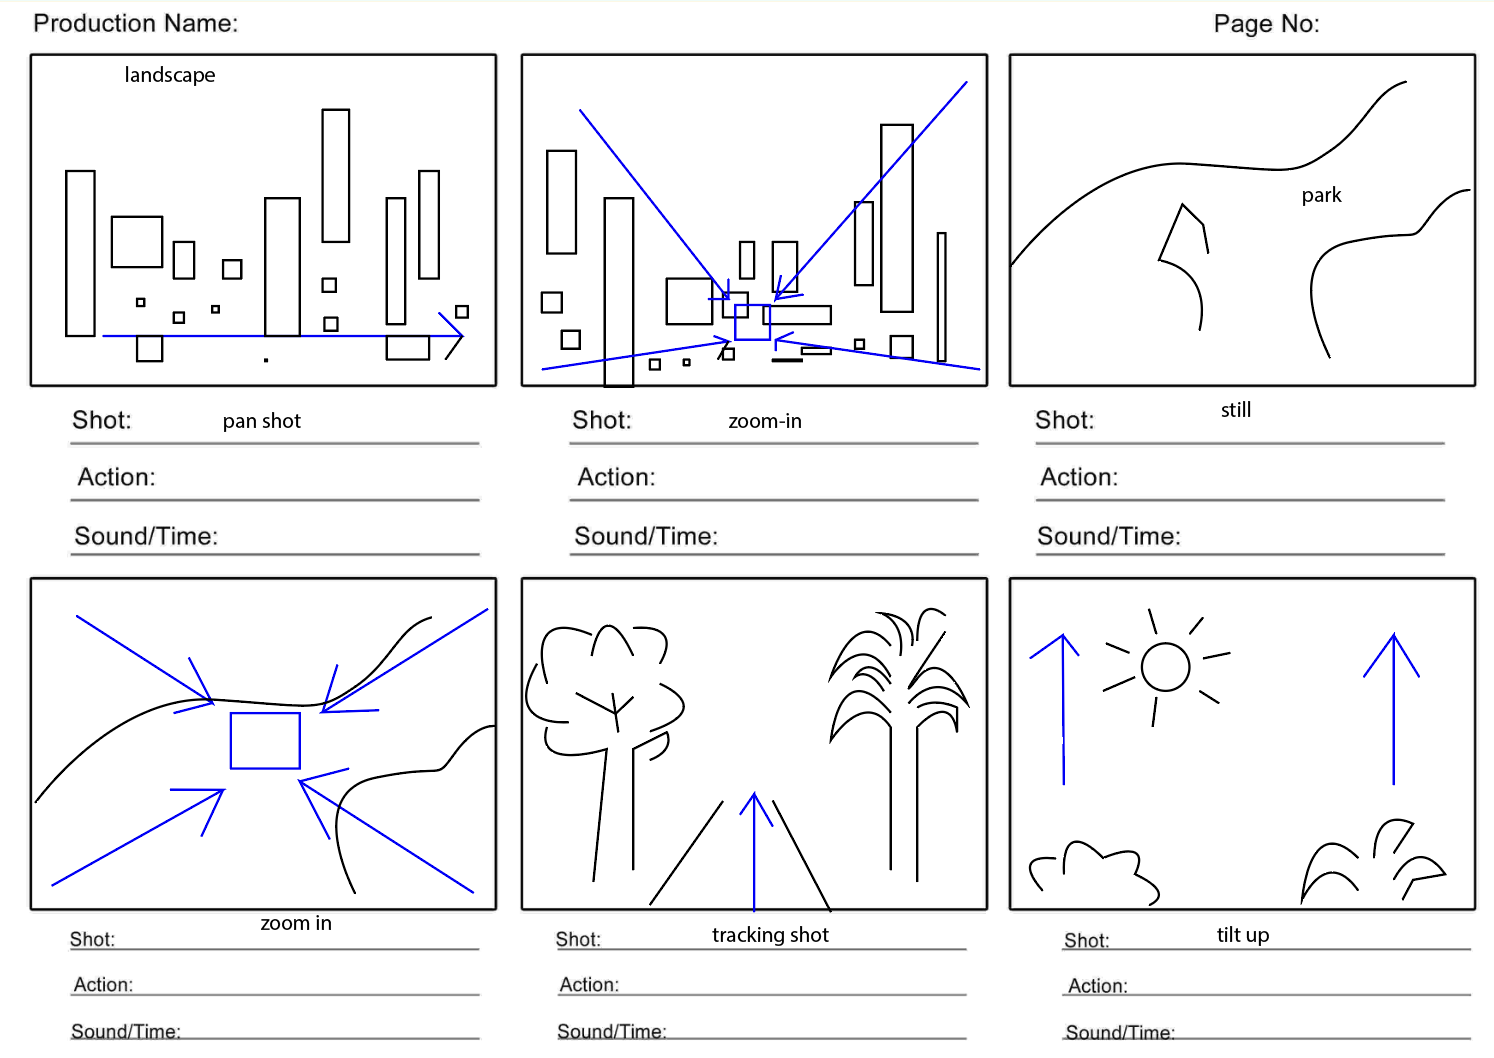 Production Name: Page No:
landscape
park
Shot: pan shot Shot: zoom-in Shot: still
Action: Action: Action:
Sound/Time: Sound/Time: Sound/Time:
zoom in
Shot: Shot: tracking shot Shot: tilt up
Action: Action: Action:
Sound/Time: Sound/Time: Sound/Time: